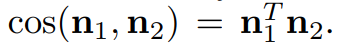 cos(n₁, n₂) = n₁ᵀn₂.